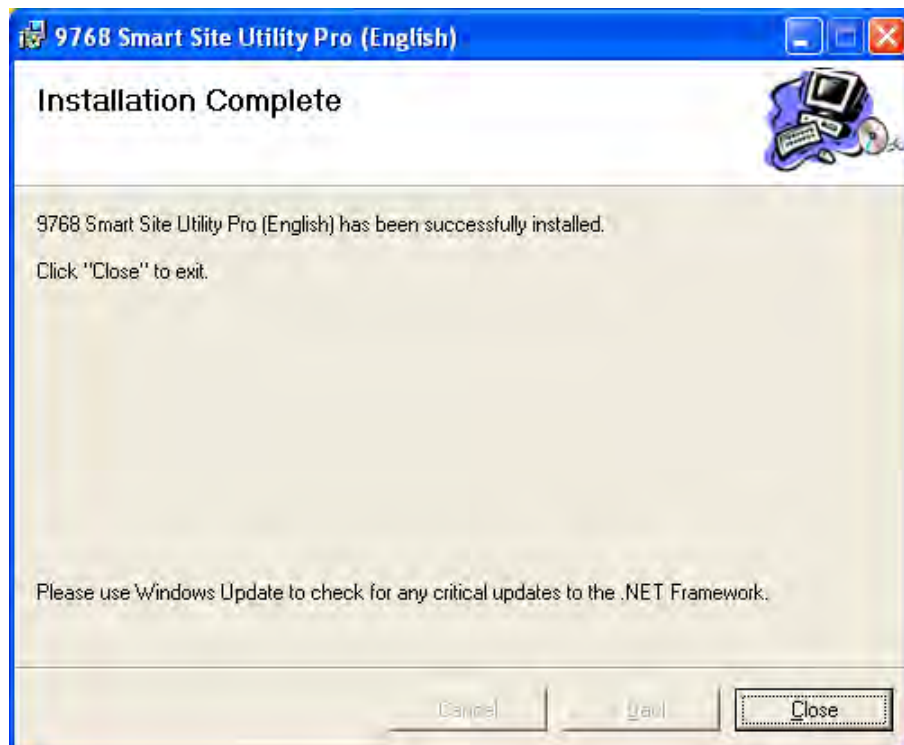 9768 Smart Site Utility Pro (English)
Installation Complete
9768 Smart Site Utility Pro (English) has been successfully installed.
Click "Close" to exit.
Please use Windows Update to check for any critical updates to the .NET Framework.
Cancel
Close